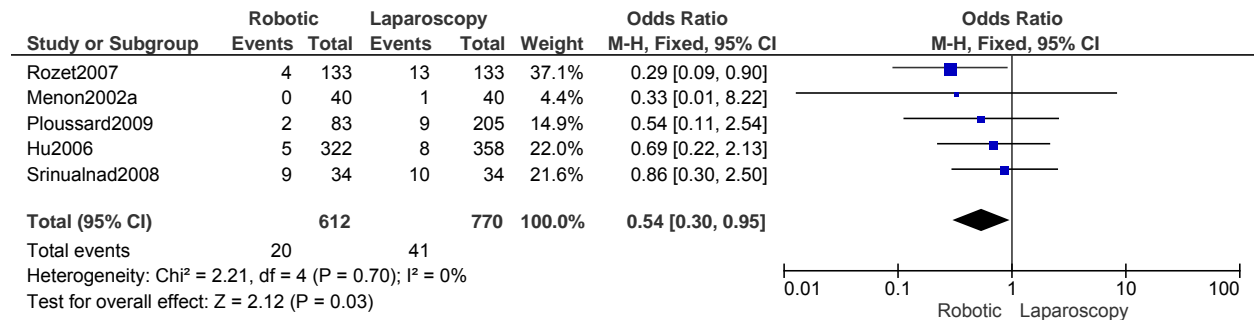 Robotic Laparoscopy Odds Ratio Odds Ratio
Study or Subgroup Events Total Events Total Weight M-H, Fixed, 95% CI M-H, Fixed, 95% CI
Rozet2007 4 133 13 133 37.1% 0.29 [0.09, 0.90]
Menon2002a 0 40 1 40 4.4% 0.33 [0.01, 8.22]
Ploussard2009 2 83 9 205 14.9% 0.54 [0.11, 2.54]
Hu2006 5 322 8 358 22.0% 0.69 [0.22, 2.13]
Srinualnad2008 9 34 10 34 21.6% 0.86 [0.30, 2.50]
Total (95% CI) 612 770 100.0% 0.54 [0.30, 0.95]
Total events 20 41
Heterogeneity: Chi² = 2.21, df = 4 (P = 0.70); I² = 0%
Test for overall effect: Z = 2.12 (P = 0.03)
0.01 0.1 1 10 100
Robotic Laparoscopy